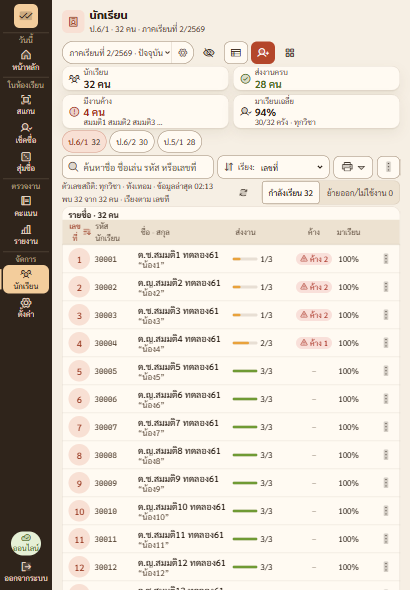 วันนี้
หน้าหลัก
ในห้องเรียน
สแกน
เช็คชื่อ
สุ่มชื่อ
ตรวจงาน
คะแนน
รายงาน
จัดการ
นักเรียน
ตั้งค่า
ออนไลน์
ออกจากระบบ
นักเรียน
ป.6/1 · 32 คน · ภาคเรียนที่ 2/2569
ภาคเรียนที่ 2/2569 · ปัจจุบัน
นักเรียน
32 คน
ส่งงานครบ
28 คน
มีงานค้าง
4 คน
สมมติ1 สมมติ2 สมมติ3 ...
มาเรียนเฉลี่ย
94%
30/32 ครั้ง · ทุกวิชา
ป.6/1 32
ป.6/2 30
ป.5/1 28
ค้นหาชื่อ ชื่อเล่น รหัส หรือเลขที่
เรียง: เลขที่
ตัวเลขสถิติ: ทุกวิชา · ทั้งเทอม · ข้อมูลล่าสุด 02:13
พบ 32 จาก 32 คน · เรียงตาม เลขที่
กำลังเรียน 32
ย้ายออก/ไม่ใช้งาน 0
รายชื่อ · 32 คน
เลขที่ รหัสนักเรียน ชื่อ · สกุล ส่งงาน ค้าง มาเรียน
1 30001 ด.ช.สมมติ1 ทดลอง61 1/3 ค้าง 2 100%
"น้อง1"
2 30002 ด.ญ.สมมติ2 ทดลอง61 1/3 ค้าง 2 100%
"น้อง2"
3 30003 ด.ช.สมมติ3 ทดลอง61 1/3 ค้าง 2 100%
"น้อง3"
4 30004 ด.ญ.สมมติ4 ทดลอง61 2/3 ค้าง 1 100%
"น้อง4"
5 30005 ด.ช.สมมติ5 ทดลอง61 3/3 – 100%
"น้อง5"
6 30006 ด.ญ.สมมติ6 ทดลอง61 3/3 – 100%
"น้อง6"
7 30007 ด.ช.สมมติ7 ทดลอง61 3/3 – 100%
"น้อง7"
8 30008 ด.ญ.สมมติ8 ทดลอง61 3/3 – 100%
"น้อง8"
9 30009 ด.ช.สมมติ9 ทดลอง61 3/3 – 100%
"น้อง9"
10 30010 ด.ญ.สมมติ10 ทดลอง61 3/3 – 100%
"น้อง10"
11 30011 ด.ช.สมมติ11 ทดลอง61 3/3 – 100%
"น้อง11"
12 30012 ด.ญ.สมมติ12 ทดลอง61 3/3 – 100%
"น้อง12"